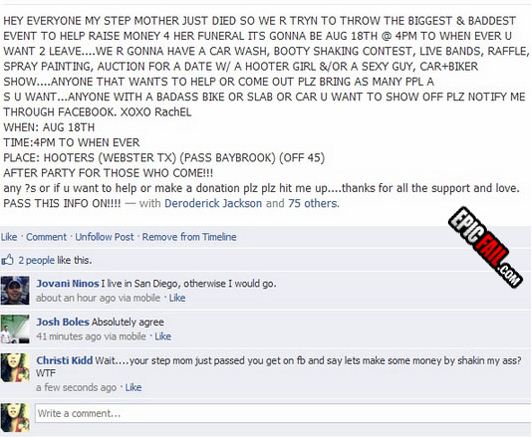 HEY EVERYONE MY STEP MOTHER JUST DIED SO WE R TRYN TO THROW THE BIGGEST & BADDEST
EVENT TO HELP RAISE MONEY 4 HER FUNERAL ITS GONNA BE AUG 18TH @ 4PM TO WHEN EVER U
WANT 2 LEAVE....WE R GONNA HAVE A CAR WASH, BOOTY SHAKING CONTEST, LIVE BANDS, RAFFLE,
SPRAY PAINTING, AUCTION FOR A DATE W/ A HOOTER GIRL &/OR A SEXY GUY, CAR+BIKER
SHOW....ANYONE THAT WANTS TO HELP OR COME OUT PLZ BRING AS MANY PPL A
S U WANT...ANYONE WITH A BADASS BIKE OR SLAB OR CAR U WANT TO SHOW OFF PLZ NOTIFY ME
THROUGH FACEBOOK. XOXO RachEL
WHEN: AUG 18TH
TIME:4PM TO WHEN EVER
PLACE: HOOTERS (WEBSTER TX) (PASS BAYBROOK) (OFF 45)
AFTER PARTY FOR THOSE WHO COME!!!
any ?s or if u want to help or make a donation plz plz hit me up....thanks for all the support and love.
PASS THIS INFO ON!!!! — with Deroderick Jackson and 75 others.
Like · Comment · Unfollow Post · Remove from Timeline
2 people like this.
Jovani Ninos I live in San Diego, otherwise I would go.
about an hour ago via mobile · Like
Josh Boles Absolutely agree
41 minutes ago via mobile · Like
Christi Kidd Wait....your step mom just passed you get on fb and say lets make some money by shakin my ass?
WTF
a few seconds ago · Like
Write a comment...
EPIC FAIL.COM